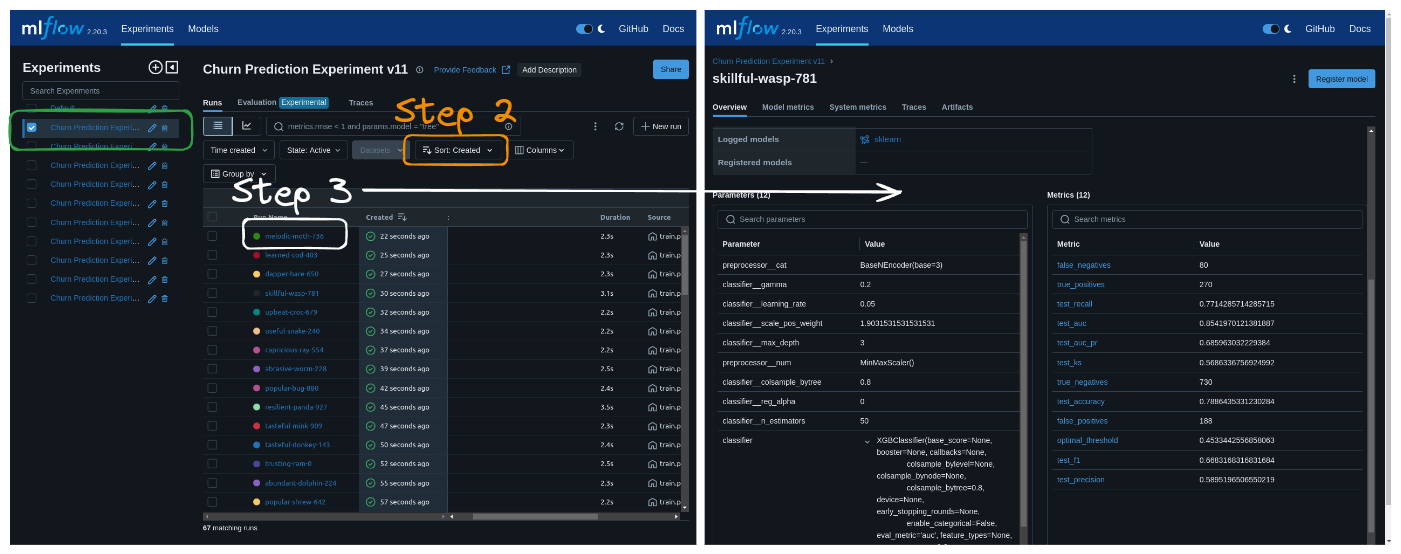 mlflow 2.20.3 Experiments Models GitHub Docs
Experiments
Search Experiments
Default
Churn Prediction Experi...
Churn Prediction Experi...
Churn Prediction Experi...
Churn Prediction Experi...
Churn Prediction Experi...
Churn Prediction Experi...
Churn Prediction Experi...
Churn Prediction Experi...
Churn Prediction Experi...
Churn Prediction Experi...
Churn Prediction Experiment v11 Provide Feedback Add Description Share
Runs Evaluation Experimental Traces
Step 2
metrics.rmse < 1 and params.model = "tree" New run
Time created State: Active Datasets Sort: Created Columns
Group by
Step 3
Run Name Created Duration Source
melodic-moth-736 22 seconds ago 2.3s train.p
learned-cod-403 25 seconds ago 2.3s train.p
dapper-hare-650 27 seconds ago 2.3s train.p
skillful-wasp-781 30 seconds ago 3.1s train.p
upbeat-croc-679 32 seconds ago 2.2s train.p
useful-snake-240 34 seconds ago 2.2s train.p
capricious-ray-554 37 seconds ago 2.2s train.p
abrasive-worm-228 39 seconds ago 2.5s train.p
popular-bug-880 42 seconds ago 2.4s train.p
resilient-panda-927 45 seconds ago 3.5s train.p
tasteful-mink-909 47 seconds ago 2.3s train.p
tasteful-donkey-143 50 seconds ago 2.4s train.p
trusting-ram-0 52 seconds ago 2.5s train.p
abundant-dolphin-224 55 seconds ago 2.3s train.p
popular-shrew-642 57 seconds ago 2.2s train.p
67 matching runs
mlflow 2.20.3 Experiments Models GitHub Docs
Churn Prediction Experiment v11
skillful-wasp-781 Register model
Overview Model metrics System metrics Traces Artifacts
Logged models sklearn
Registered models —
Parameters (12)
Search parameters
Parameter Value
preprocessor__cat BaseNEncoder(base=3)
classifier__gamma 0.2
classifier__learning_rate 0.05
classifier__scale_pos_weight 1.9031531531531531
classifier__max_depth 3
preprocessor__num MinMaxScaler()
classifier__colsample_bytree 0.8
classifier__reg_alpha 0
classifier__n_estimators 50
classifier XGBClassifier(base_score=None,
booster=None, callbacks=None,
colsample_bylevel=None,
colsample_bynode=None,
colsample_bytree=0.8,
device=None,
early_stopping_rounds=None,
enable_categorical=False,
eval_metric='auc', feature_types=None,
Metrics (12)
Search metrics
Metric Value
false_negatives 80
true_positives 270
test_recall 0.7714285714285715
test_auc 0.8541970121381887
test_auc_pr 0.685963032229384
test_ks 0.5686336756924992
true_negatives 730
test_accuracy 0.7886435331230284
false_positives 188
optimal_threshold 0.4533442556858063
test_f1 0.6683168316831684
test_precision 0.5895196506550219